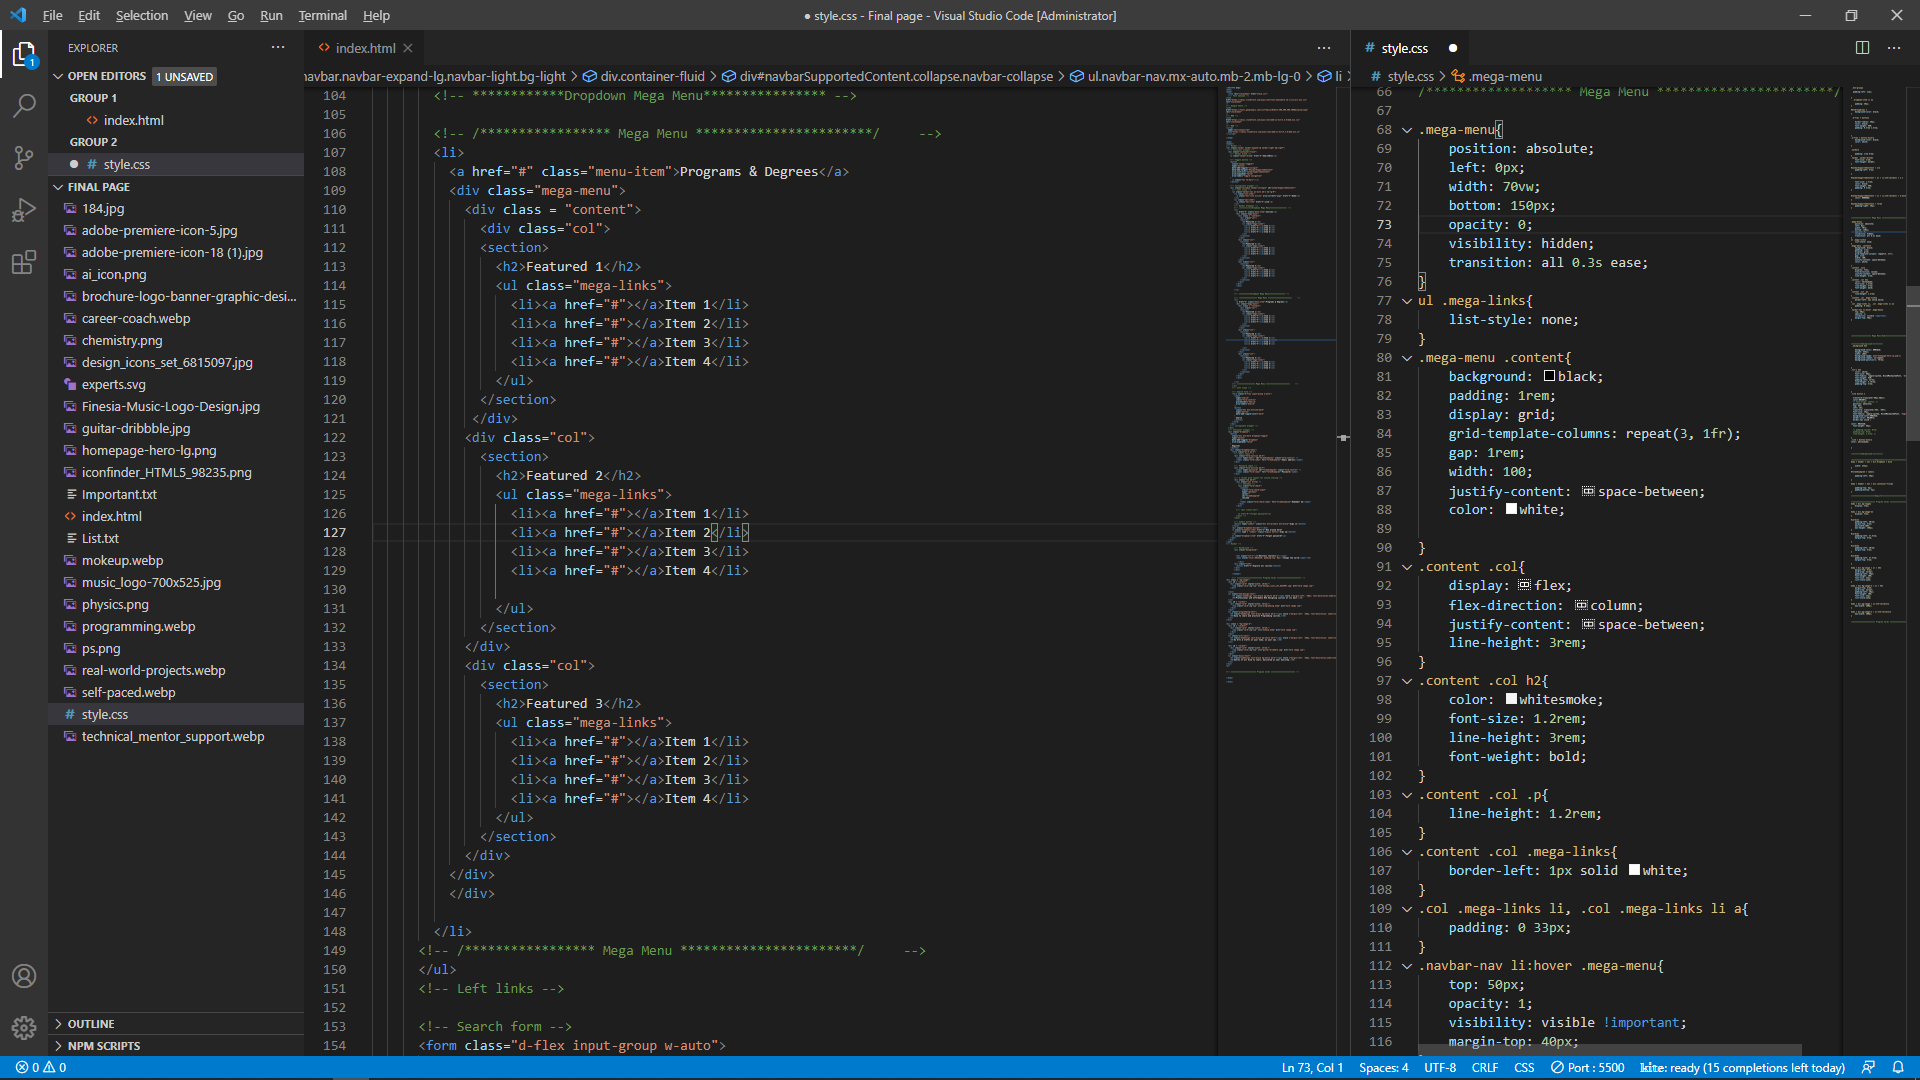 File Edit Selection View Go Run Terminal Help
● style.css - Final page - Visual Studio Code [Administrator]
1
EXPLORER
OPEN EDITORS 1 UNSAVED
GROUP 1
index.html
GROUP 2
style.css
FINAL PAGE
184.jpg
adobe-premiere-icon-5.jpg
adobe-premiere-icon-18 (1).jpg
ai_icon.png
brochure-logo-banner-graphic-desi...
career-coach.webp
chemistry.png
design_icons_set_6815097.jpg
experts.svg
Finesia-Music-Logo-Design.jpg
guitar-dribbble.jpg
homepage-hero-lg.png
iconfinder_HTML5_98235.png
Important.txt
index.html
List.txt
mokeup.webp
music_logo-700x525.jpg
physics.png
programming.webp
ps.png
real-world-projects.webp
self-paced.webp
style.css
technical_mentor_support.webp
OUTLINE
NPM SCRIPTS
index.html
navbar.navbar-expand-lg.navbar-light.bg-light > div.container-fluid > div#navbarSupportedContent.collapse.navbar-collapse > ul.navbar-nav.mx-auto.mb-2.mb-lg-0 > li
104 <!-- ************Dropdown Mega Menu**************** -->
105
106 <!-- /***************** Mega Menu ***********************/     -->
107 <li>
108 <a href="#" class="menu-item">Programs & Degrees</a>
109 <div class="mega-menu">
110 <div class = "content">
111 <div class="col">
112 <section>
113 <h2>Featured 1</h2>
114 <ul class="mega-links">
115 <li><a href="#"></a>Item 1</li>
116 <li><a href="#"></a>Item 2</li>
117 <li><a href="#"></a>Item 3</li>
118 <li><a href="#"></a>Item 4</li>
119 </ul>
120 </section>
121 </div>
122 <div class="col">
123 <section>
124 <h2>Featured 2</h2>
125 <ul class="mega-links">
126 <li><a href="#"></a>Item 1</li>
127 <li><a href="#"></a>Item 2</li>
128 <li><a href="#"></a>Item 3</li>
129 <li><a href="#"></a>Item 4</li>
130
131 </ul>
132 </section>
133 </div>
134 <div class="col">
135 <section>
136 <h2>Featured 3</h2>
137 <ul class="mega-links">
138 <li><a href="#"></a>Item 1</li>
139 <li><a href="#"></a>Item 2</li>
140 <li><a href="#"></a>Item 3</li>
141 <li><a href="#"></a>Item 4</li>
142 </ul>
143 </section>
144 </div>
145 </div>
146 </div>
147
148 </li>
149 <!-- /***************** Mega Menu ***********************/     -->
150 </ul>
151 <!-- Left links -->
152
153 <!-- Search form -->
154 <form class="d-flex input-group w-auto">
style.css
style.css > .mega-menu
66 /******************* Mega Menu ***********************/
67
68 .mega-menu{
69 position: absolute;
70 left: 0px;
71 width: 70vw;
72 bottom: 150px;
73 opacity: 0;
74 visibility: hidden;
75 transition: all 0.3s ease;
76 }
77 ul .mega-links{
78 list-style: none;
79 }
80 .mega-menu .content{
81 background: black;
82 padding: 1rem;
83 display: grid;
84 grid-template-columns: repeat(3, 1fr);
85 gap: 1rem;
86 width: 100;
87 justify-content: space-between;
88 color: white;
89
90 }
91 .content .col{
92 display: flex;
93 flex-direction: column;
94 justify-content: space-between;
95 line-height: 3rem;
96 }
97 .content .col h2{
98 color: whitesmoke;
99 font-size: 1.2rem;
100 line-height: 3rem;
101 font-weight: bold;
102 }
103 .content .col .p{
104 line-height: 1.2rem;
105 }
106 .content .col .mega-links{
107 border-left: 1px solid white;
108 }
109 .col .mega-links li, .col .mega-links li a{
110 padding: 0 33px;
111 }
112 .navbar-nav li:hover .mega-menu{
113 top: 50px;
114 opacity: 1;
115 visibility: visible !important;
116 margin-top: 40px;
0 0 Ln 73, Col 1 Spaces: 4 UTF-8 CRLF CSS Port : 5500 kite: ready (15 completions left today)